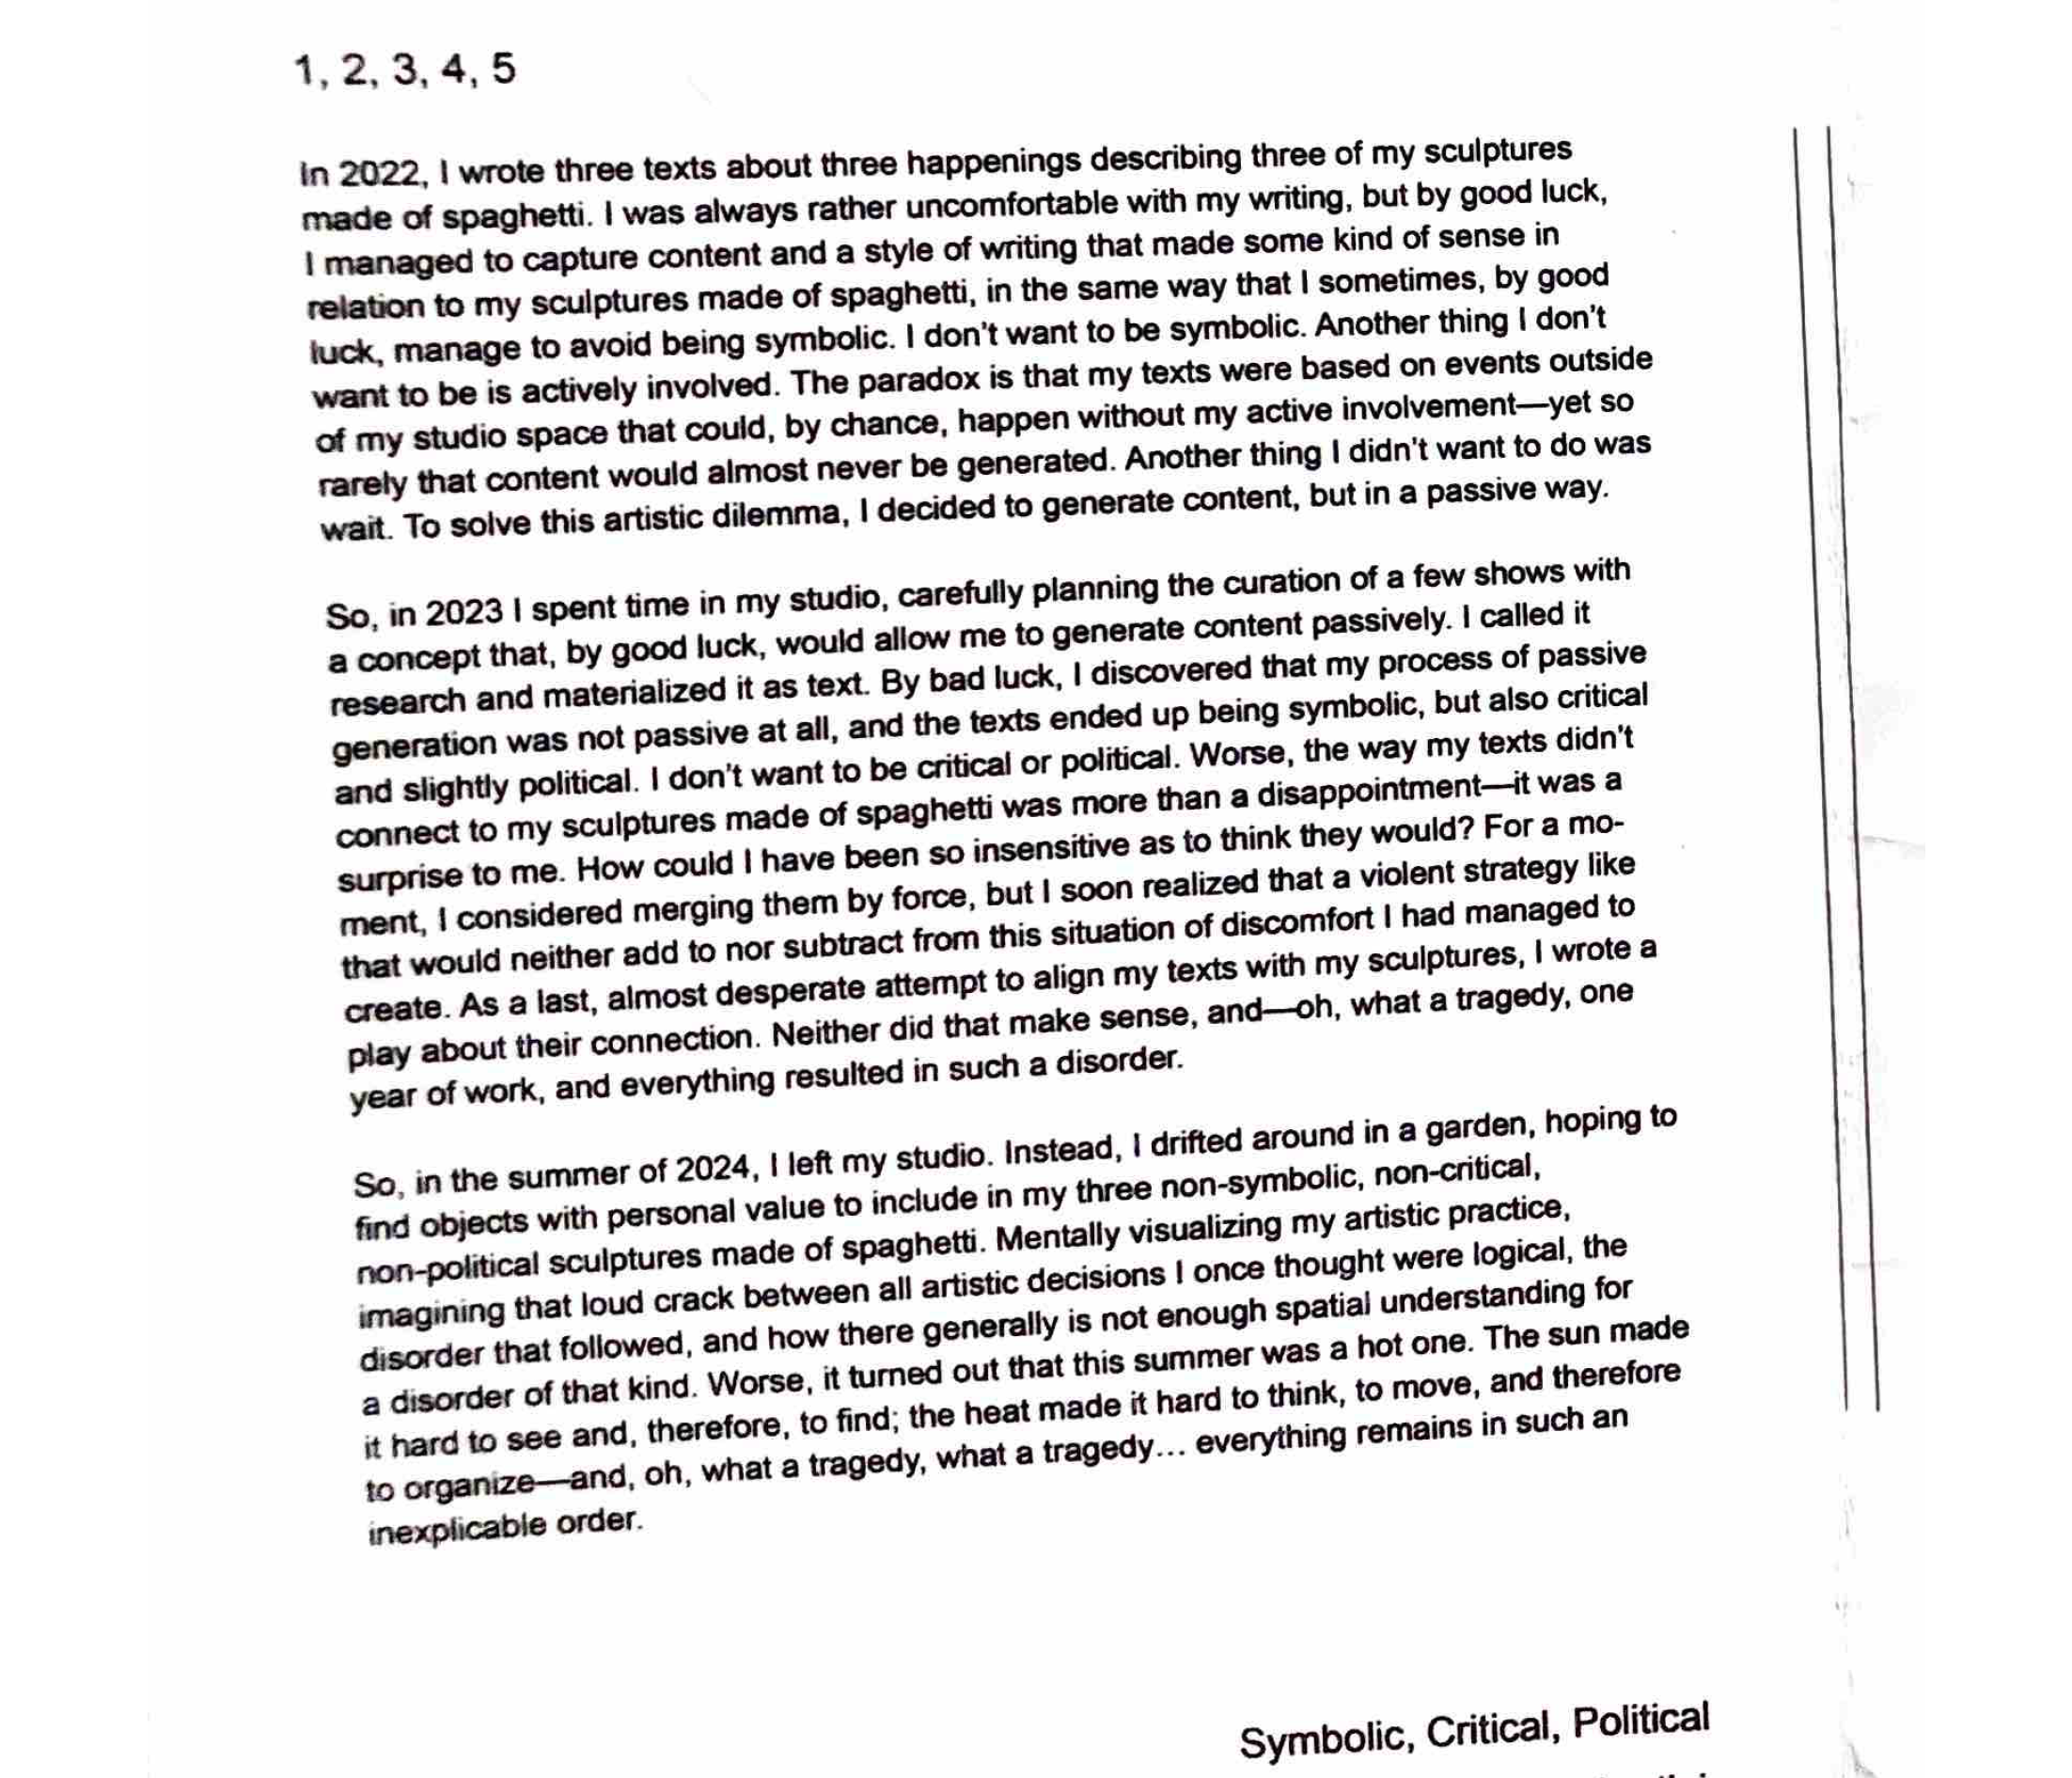 1, 2, 3, 4, 5
In 2022, I wrote three texts about three happenings describing three of my sculptures
made of spaghetti. I was always rather uncomfortable with my writing, but by good luck,
I managed to capture content and a style of writing that made some kind of sense in
relation to my sculptures made of spaghetti, in the same way that I sometimes, by good
luck, manage to avoid being symbolic. I don't want to be symbolic. Another thing I don't
want to be is actively involved. The paradox is that my texts were based on events outside
of my studio space that could, by chance, happen without my active involvement—yet so
rarely that content would almost never be generated. Another thing I didn't want to do was
wait. To solve this artistic dilemma, I decided to generate content, but in a passive way.
So, in 2023 I spent time in my studio, carefully planning the curation of a few shows with
a concept that, by good luck, would allow me to generate content passively. I called it
research and materialized it as text. By bad luck, I discovered that my process of passive
generation was not passive at all, and the texts ended up being symbolic, but also critical
and slightly political. I don't want to be critical or political. Worse, the way my texts didn't
connect to my sculptures made of spaghetti was more than a disappointment—it was a
surprise to me. How could I have been so insensitive as to think they would? For a mo-
ment, I considered merging them by force, but I soon realized that a violent strategy like
that would neither add to nor subtract from this situation of discomfort I had managed to
create. As a last, almost desperate attempt to align my texts with my sculptures, I wrote a
play about their connection. Neither did that make sense, and—oh, what a tragedy, one
year of work, and everything resulted in such a disorder.
So, in the summer of 2024, I left my studio. Instead, I drifted around in a garden, hoping to
find objects with personal value to include in my three non-symbolic, non-critical,
non-political sculptures made of spaghetti. Mentally visualizing my artistic practice,
imagining that loud crack between all artistic decisions I once thought were logical, the
disorder that followed, and how there generally is not enough spatial understanding for
a disorder of that kind. Worse, it turned out that this summer was a hot one. The sun made
it hard to see and, therefore, to find; the heat made it hard to think, to move, and therefore
to organize—and, oh, what a tragedy, what a tragedy... everything remains in such an
inexplicable order.
Symbolic, Critical, Political